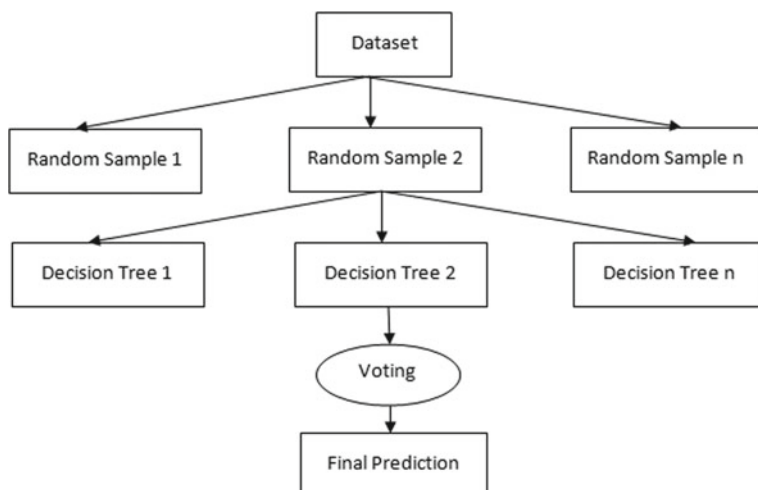 Dataset
Random Sample 1
Random Sample 2
Random Sample n
Decision Tree 1
Decision Tree 2
Decision Tree n
Voting
Final Prediction